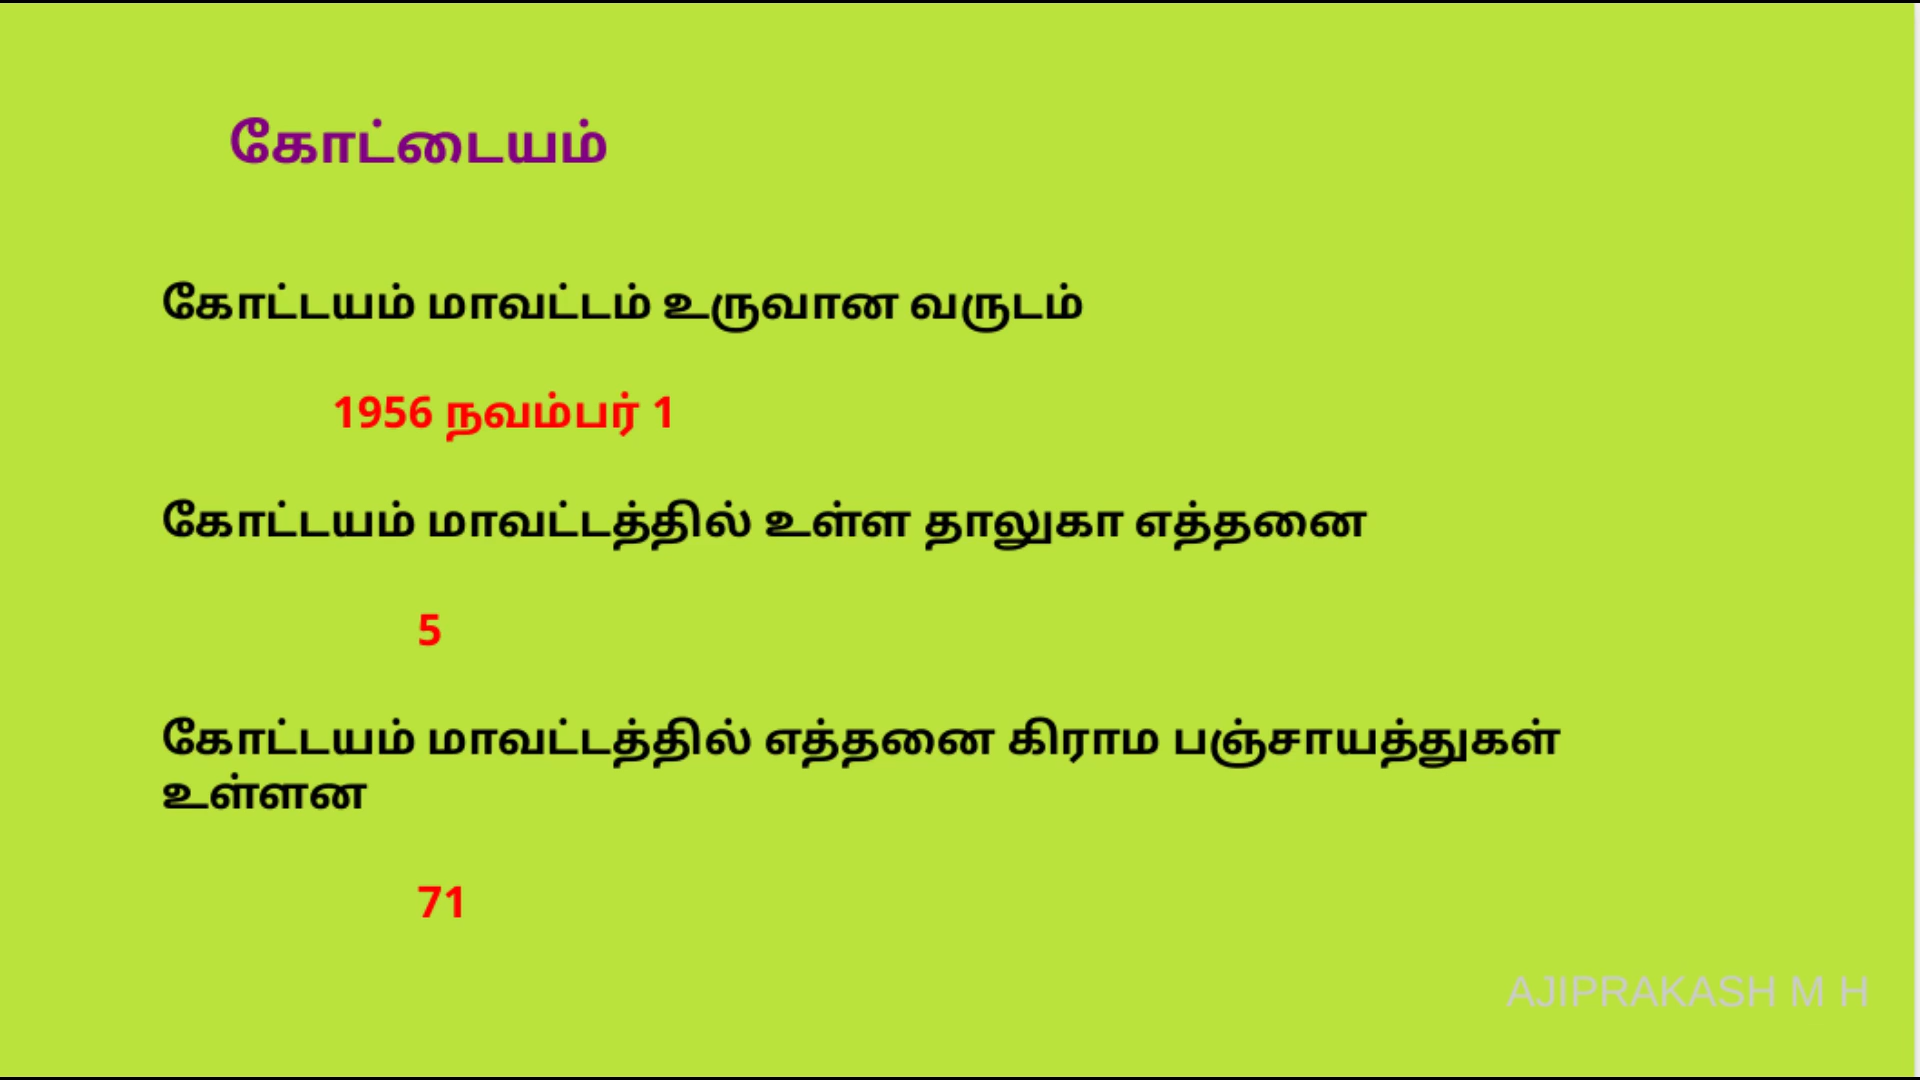 கோட்டையம்
கோட்டயம் மாவட்டம் உருவான வருடம்
1956 நவம்பர் 1
கோட்டயம் மாவட்டத்தில் உள்ள தாலுகா எத்தனை
5
கோட்டயம் மாவட்டத்தில் எத்தனை கிராம பஞ்சாயத்துகள்
உள்ளன
71
AJIPRAKASH M H